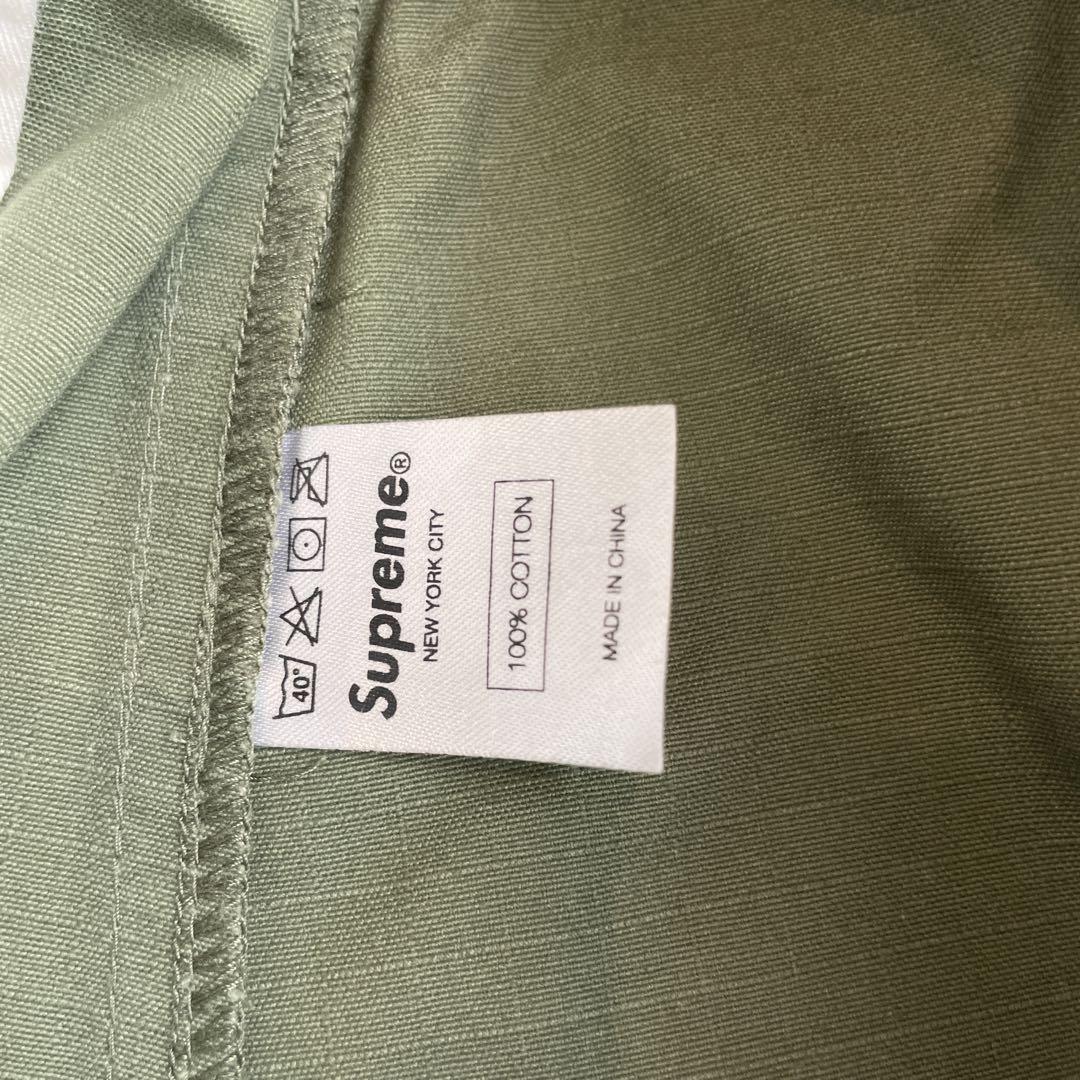 40°
Supreme®
NEW YORK CITY
100% COTTON
MADE IN CHINA